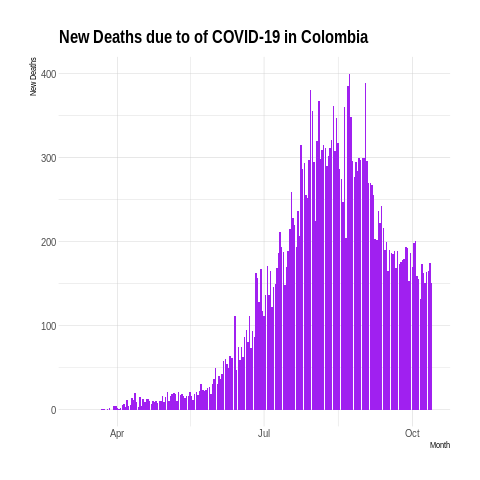 New Deaths due to of COVID-19 in Colombia
New Deaths
400
300
200
100
0
Apr
Jul
Oct
Month